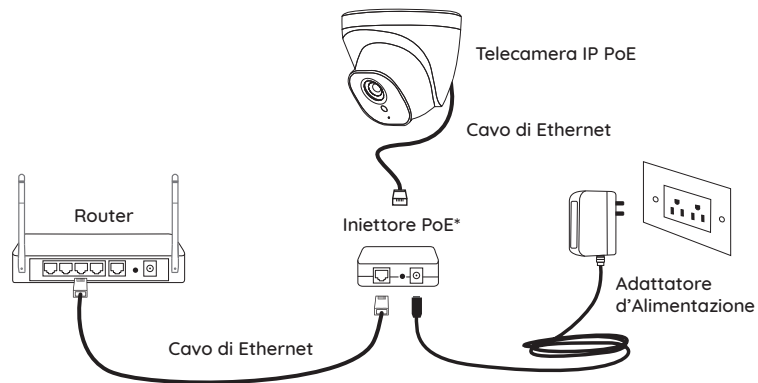 Telecamera IP PoE
Cavo di Ethernet
Router
Iniettore PoE*
Adattatore
d'Alimentazione
Cavo di Ethernet